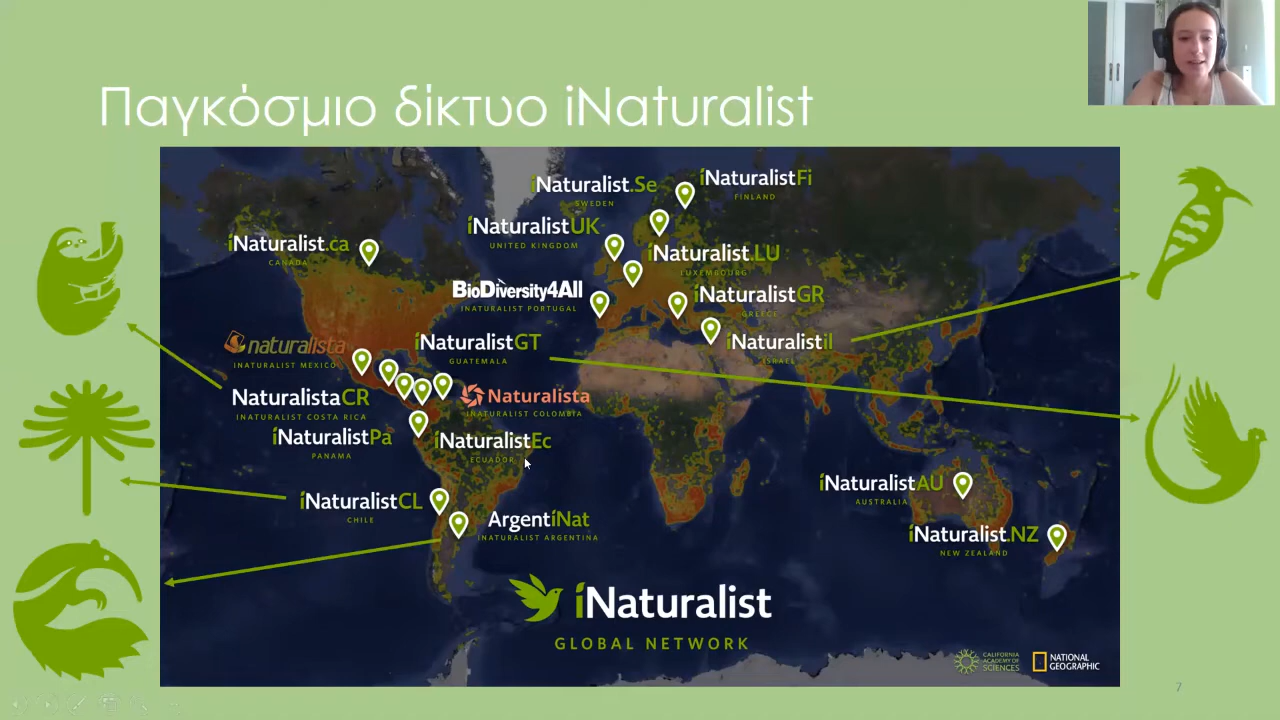 Παγκόσμιο δίκτυο iNaturalist
iNaturalist.Se
SWEDEN
iNaturalistFi
FINLAND
iNaturalistUK
UNITED KINGDOM
iNaturalist.ca
CANADA
iNaturalist.LU
LUXEMBOURG
BioDiversity4All
INATURALIST PORTUGAL
iNaturalistGR
GREECE
naturalista
INATURALIST MEXICO
iNaturalistGT
GUATEMALA
iNaturalistil
ISRAEL
NaturalistaCR
INATURALIST COSTA RICA
Naturalista
INATURALIST COLOMBIA
iNaturalistPa
PANAMA
iNaturalistEc
ECUADOR
iNaturalistCL
CHILE
ArgentiNat
INATURALIST ARGENTINA
iNaturalistAU
AUSTRALIA
iNaturalist.NZ
NEW ZEALAND
iNaturalist
GLOBAL NETWORK
CALIFORNIA
ACADEMY OF
SCIENCES
NATIONAL
GEOGRAPHIC
7